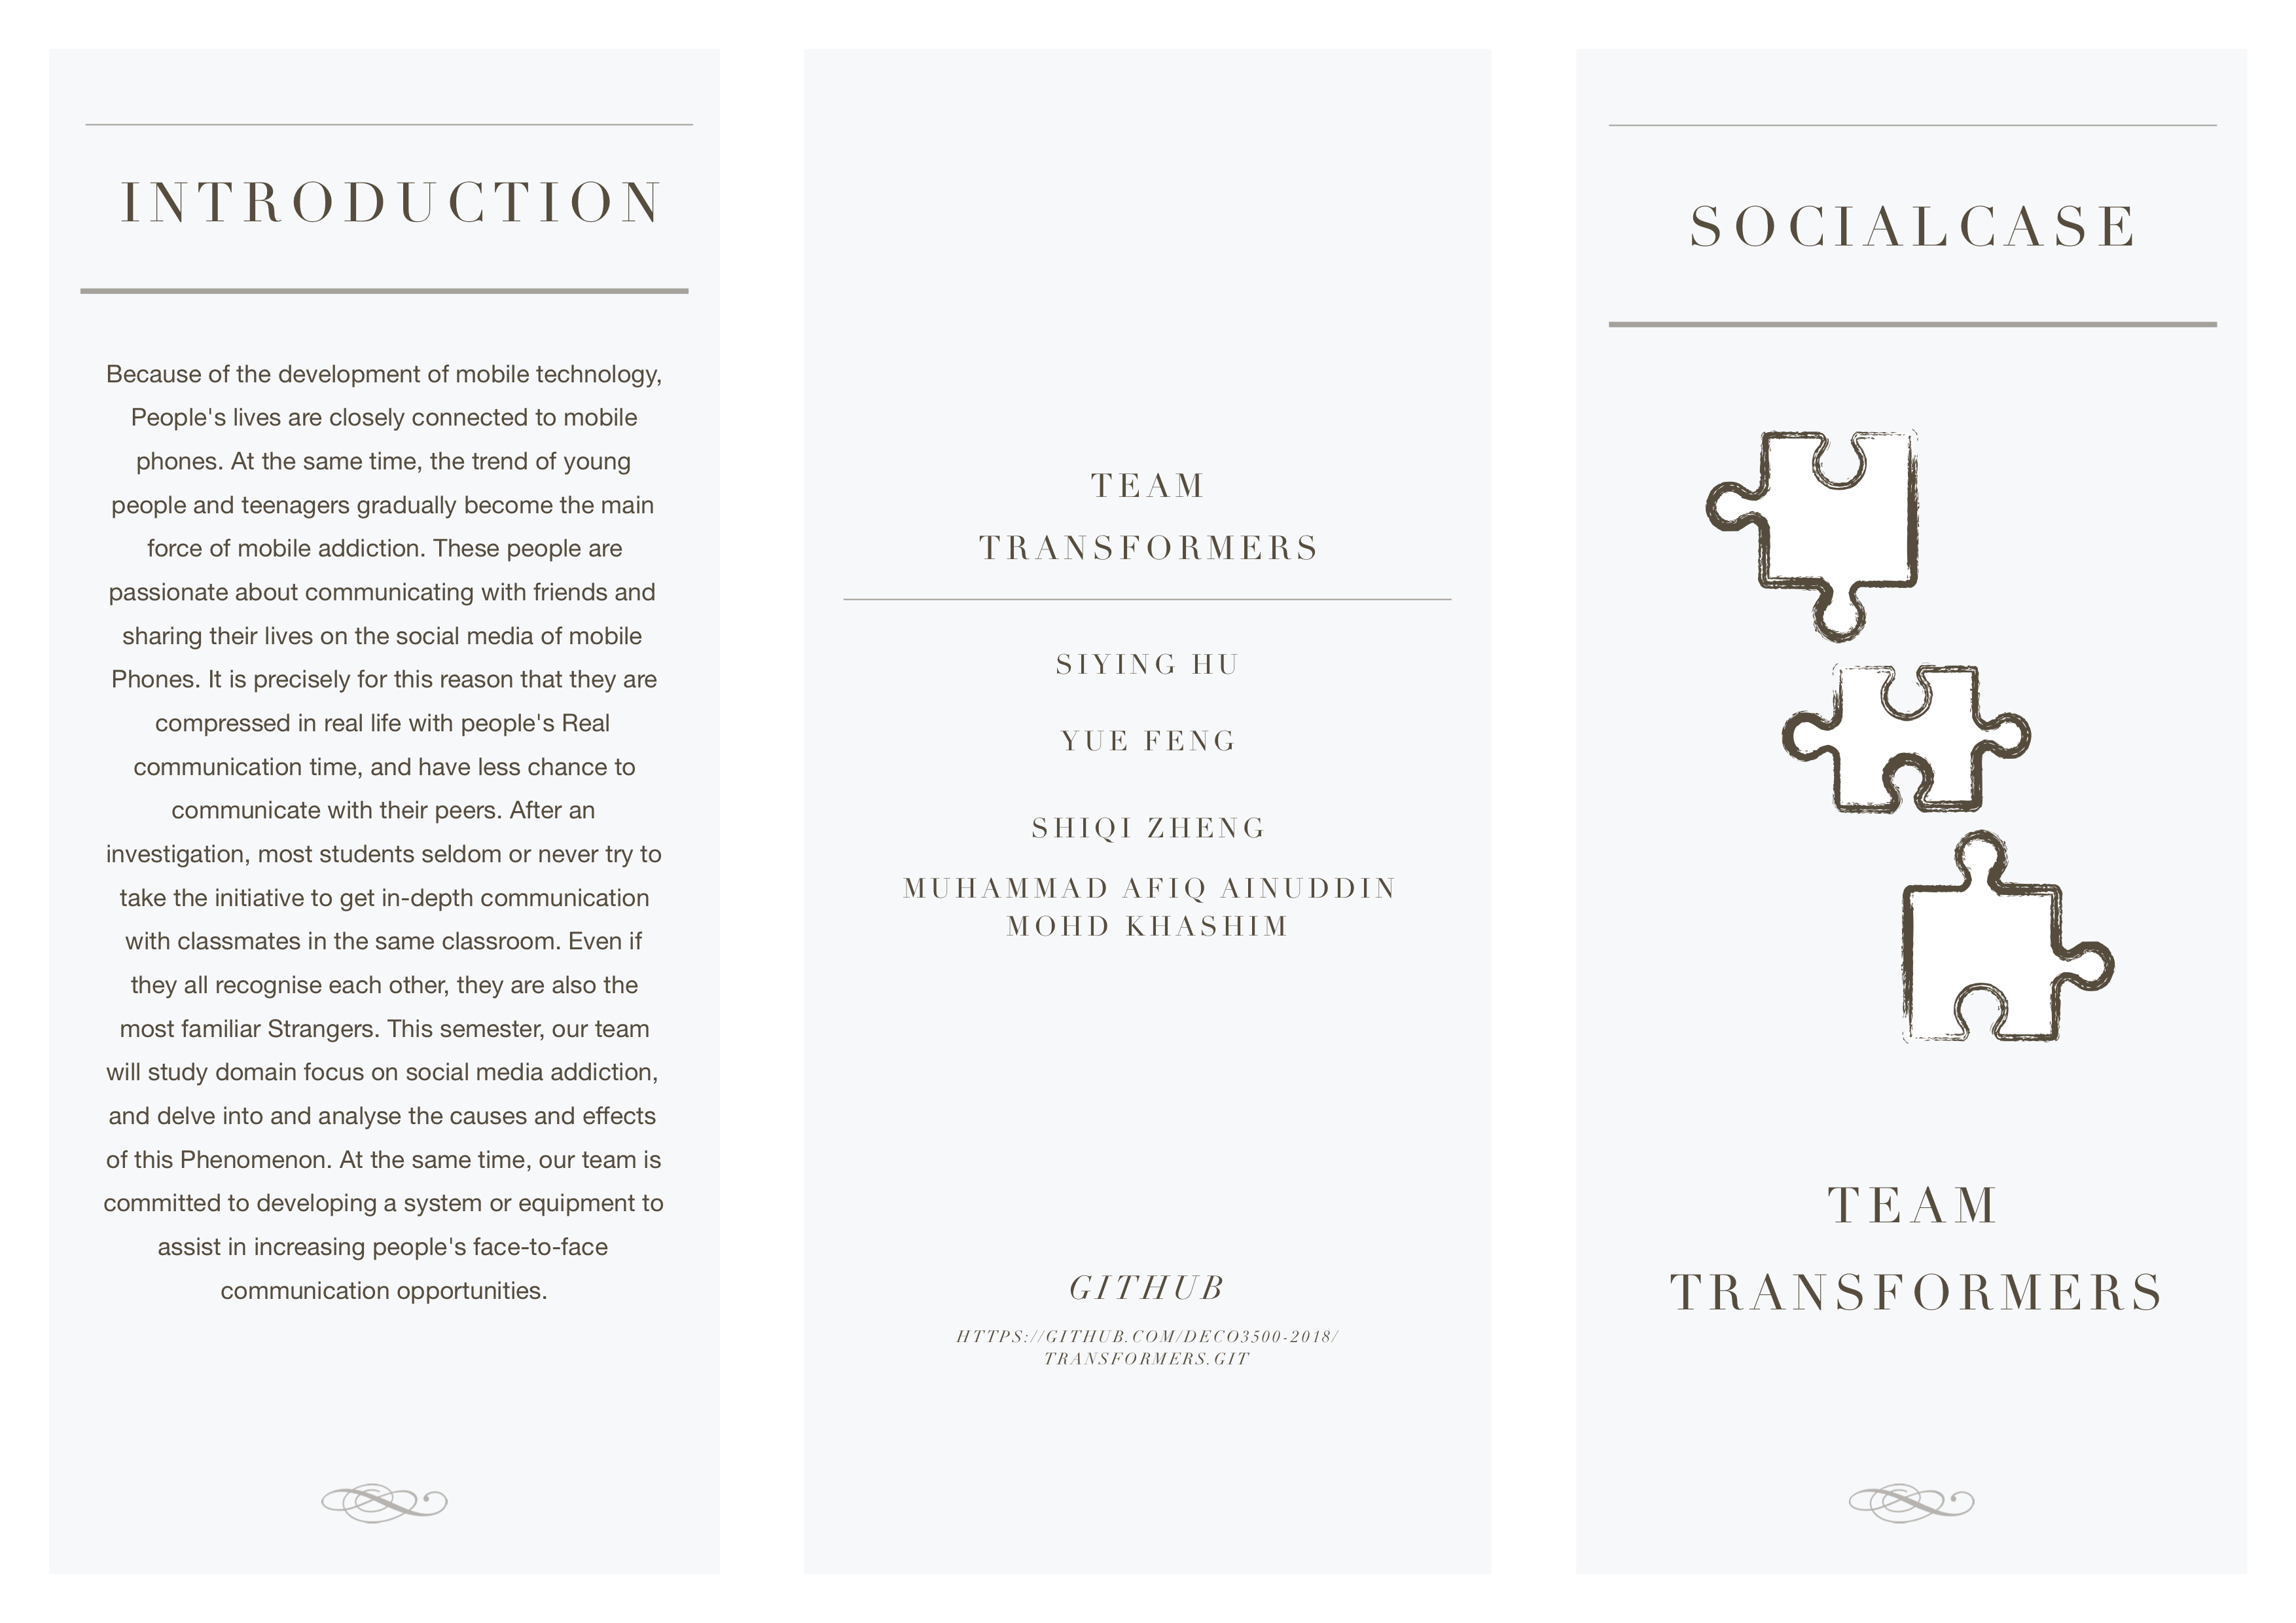 INTRODUCTION
Because of the development of mobile technology,
People's lives are closely connected to mobile
phones. At the same time, the trend of young
people and teenagers gradually become the main
force of mobile addiction. These people are
passionate about communicating with friends and
sharing their lives on the social media of mobile
Phones. It is precisely for this reason that they are
compressed in real life with people's Real
communication time, and have less chance to
communicate with their peers. After an
investigation, most students seldom or never try to
take the initiative to get in-depth communication
with classmates in the same classroom. Even if
they all recognise each other, they are also the
most familiar Strangers. This semester, our team
will study domain focus on social media addiction,
and delve into and analyse the causes and effects
of this Phenomenon. At the same time, our team is
committed to developing a system or equipment to
assist in increasing people's face-to-face
communication opportunities.
TEAM
TRANSFORMERS
SIYING HU
YUE FENG
SHIQI ZHENG
MUHAMMAD AFIQ AINUDDIN
MOHD KHASHIM
GITHUB
HTTPS://GITHUB.COM/DECO3500-2018/
TRANSFORMERS.GIT
SOCIALCASE
TEAM
TRANSFORMERS